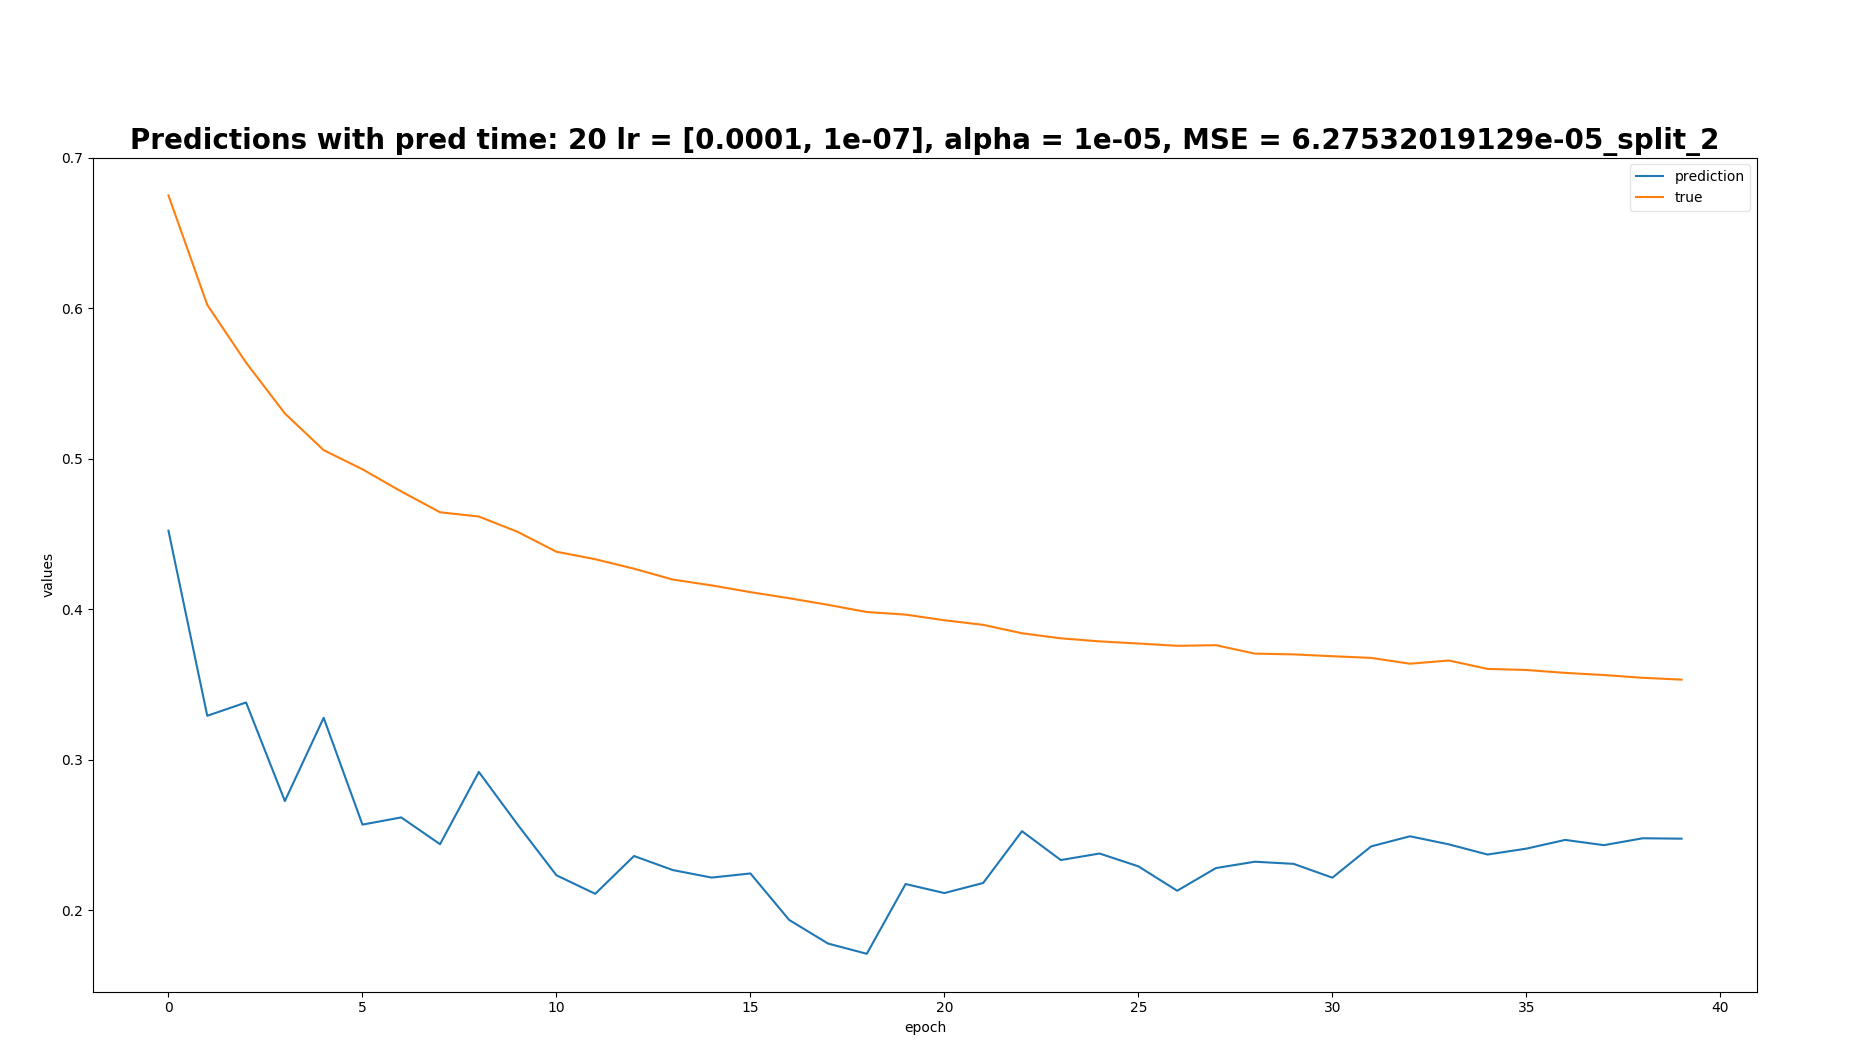 Predictions with pred time: 20 lr = [0.0001, 1e-07], alpha = 1e-05, MSE = 6.27532019129e-05_split_2
prediction
true
0.7
0.6
0.5
0.4
0.3
0.2
values
0 5 10 15 20 25 30 35 40
epoch